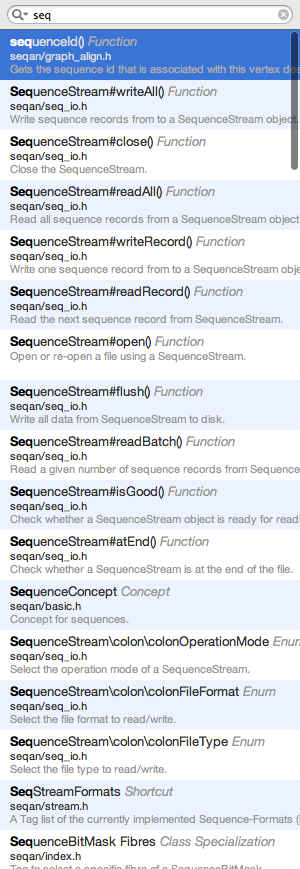 seq
sequenceId() Function
seqan/graph_align.h
Gets the sequence id that is associated with this vertex des
SequenceStream#writeAll() Function
seqan/seq_io.h
Write sequence records from to a SequenceStream object.
SequenceStream#close() Function
seqan/seq_io.h
Close the SequenceStream.
SequenceStream#readAll() Function
seqan/seq_io.h
Read all sequence records from a SequenceStream object
SequenceStream#writeRecord() Function
seqan/seq_io.h
Write one sequence record from to a SequenceStream obje
SequenceStream#readRecord() Function
seqan/seq_io.h
Read the next sequence record from SequenceStream.
SequenceStream#open() Function
Open or re-open a file using a SequenceStream.
SequenceStream#flush() Function
seqan/seq_io.h
Write all data from SequenceStream to disk.
SequenceStream#readBatch() Function
seqan/seq_io.h
Read a given number of sequence records from Sequence
SequenceStream#isGood() Function
seqan/seq_io.h
Check whether a SequenceStream object is ready for read
SequenceStream#atEnd() Function
seqan/seq_io.h
Check whether a SequenceStream is at the end of the file.
SequenceConcept Concept
seqan/basic.h
Concept for sequences.
SequenceStream\colon\colonOperationMode Enum
seqan/seq_io.h
Select the operation mode of a SequenceStream.
SequenceStream\colon\colonFileFormat Enum
seqan/seq_io.h
Select the file format to read/write.
SequenceStream\colon\colonFileType Enum
seqan/seq_io.h
Select the file type to read/write.
SeqStreamFormats Shortcut
seqan/stream.h
A Tag list of the currently implemented Sequence-Formats (
SequenceBitMask Fibres Class Specialization
seqan/index.h
Tag to select a specific fibre of a SequenceBitMask